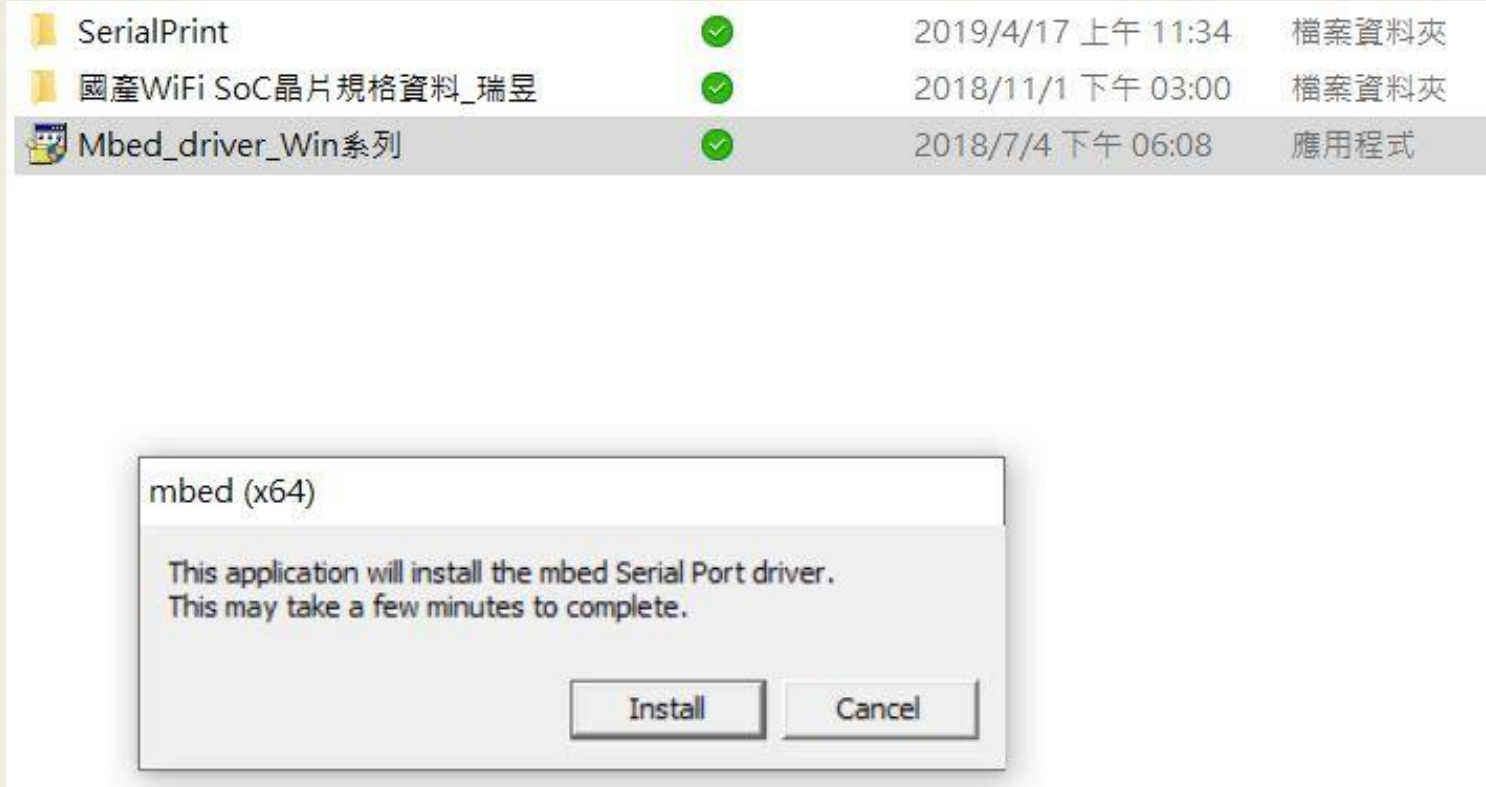 SerialPrint 2019/4/17 上午 11:34 檔案資料夾
國產WiFi SoC晶片規格資料_瑞昱 2018/11/1 下午 03:00 檔案資料夾
Mbed_driver_Win系列 2018/7/4 下午 06:08 應用程式
mbed (x64)
This application will install the mbed Serial Port driver.
This may take a few minutes to complete.
Install Cancel